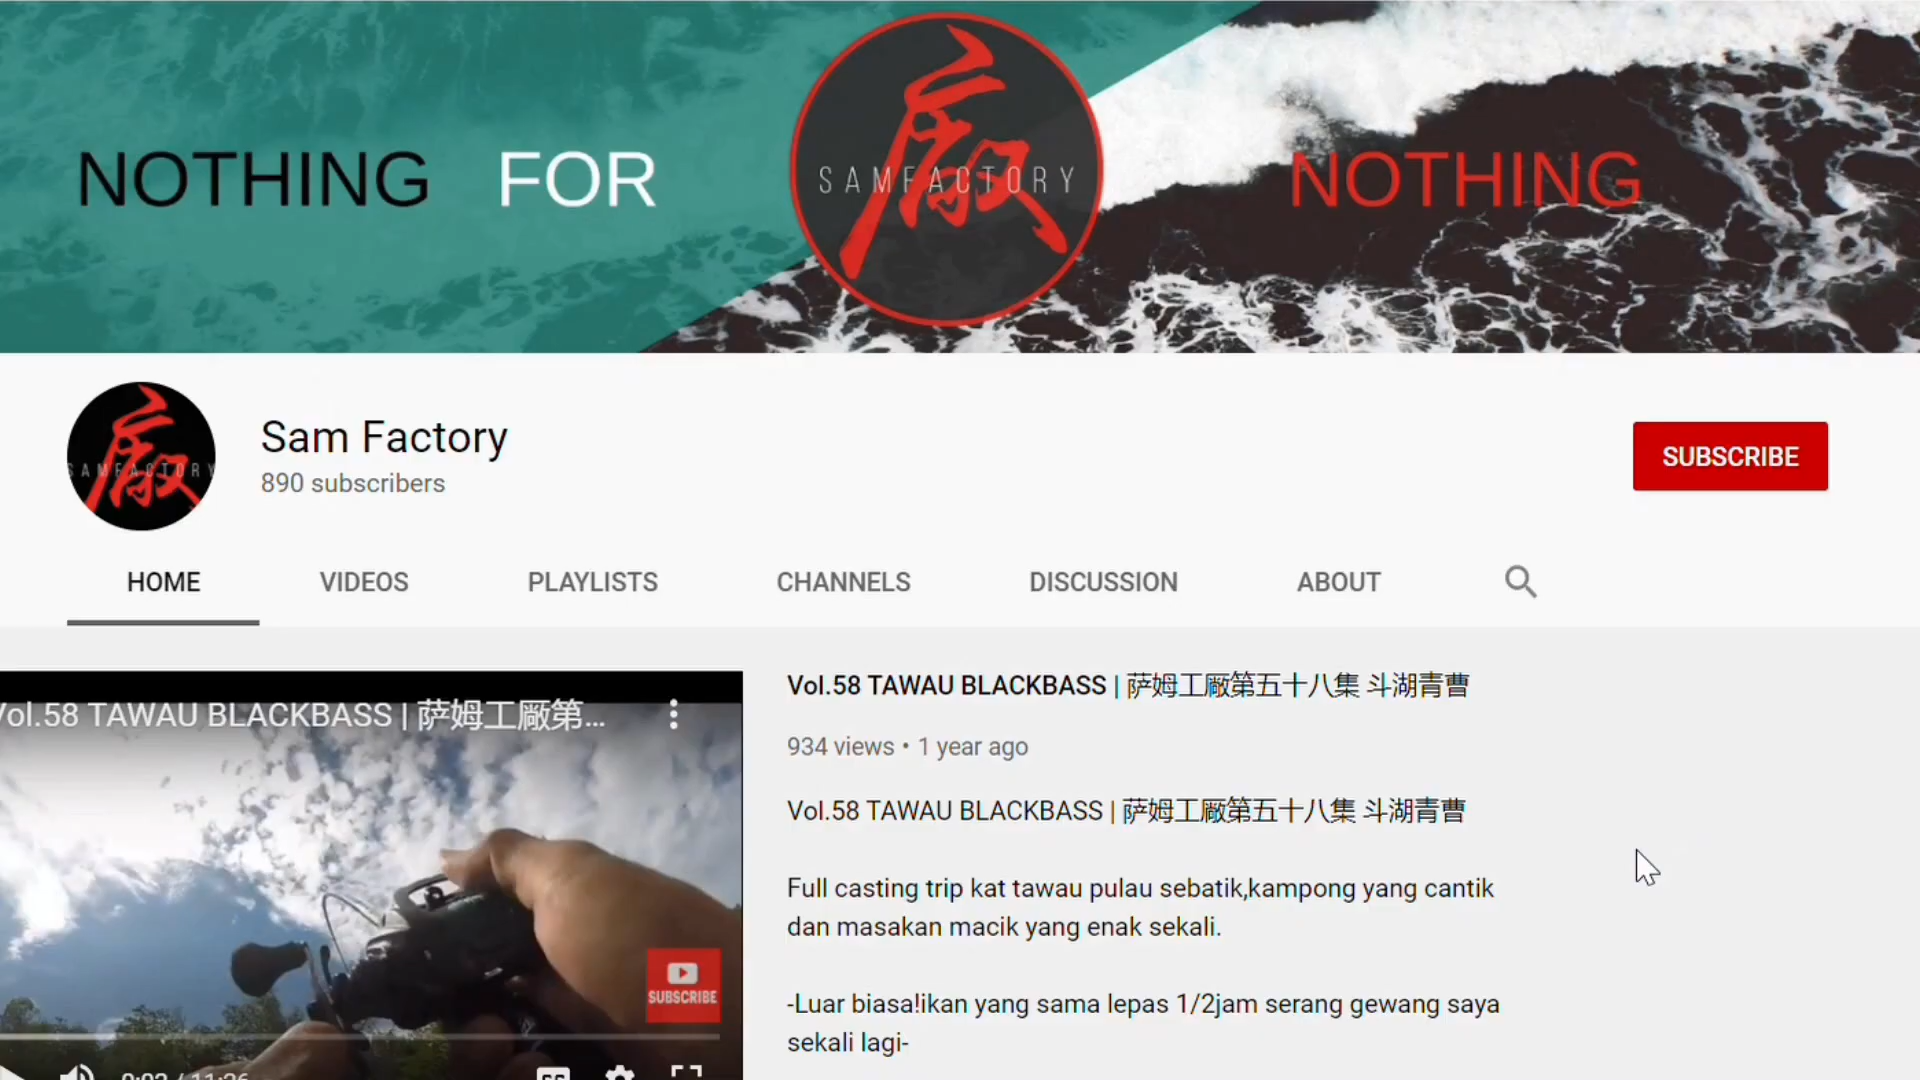 NOTHING FOR NOTHING
廠
SAMFACTORY
廠
SAMFACTORY
Sam Factory
890 subscribers
SUBSCRIBE
HOME VIDEOS PLAYLISTS CHANNELS DISCUSSION ABOUT
Vol.58 TAWAU BLACKBASS | 萨姆工厰第...
SUBSCRIBE
Vol.58 TAWAU BLACKBASS | 萨姆工厰第五十八集 斗湖青曹
934 views • 1 year ago
Vol.58 TAWAU BLACKBASS | 萨姆工厰第五十八集 斗湖青曹
Full casting trip kat tawau pulau sebatik,kampong yang cantik
dan masakan macik yang enak sekali.
-Luar biasa!ikan yang sama lepas 1/2jam serang gewang saya
sekali lagi-